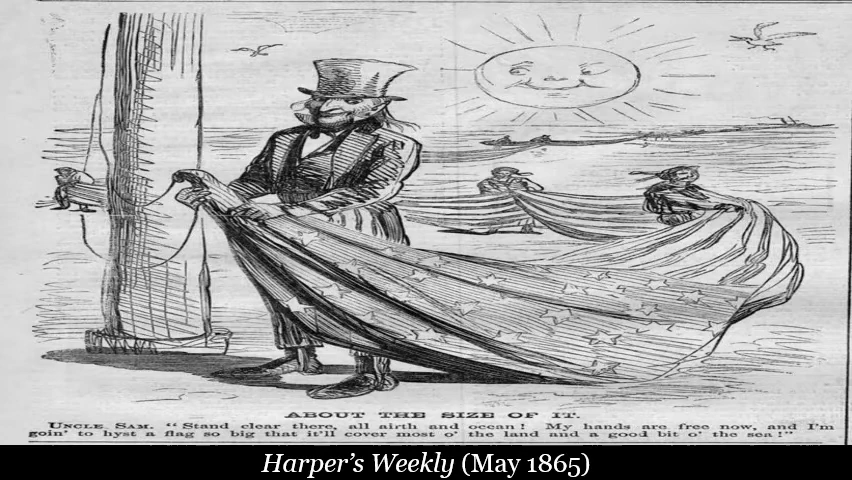 ABOUT THE SIZE OF IT.
UNCLE SAM. "Stand clear there, all airth and ocean! My hands are free now, and I'm
goin' to hyst a flag so big that it'll cover most o' the land and a good bit o' the sea!"
Harper's Weekly (May 1865)